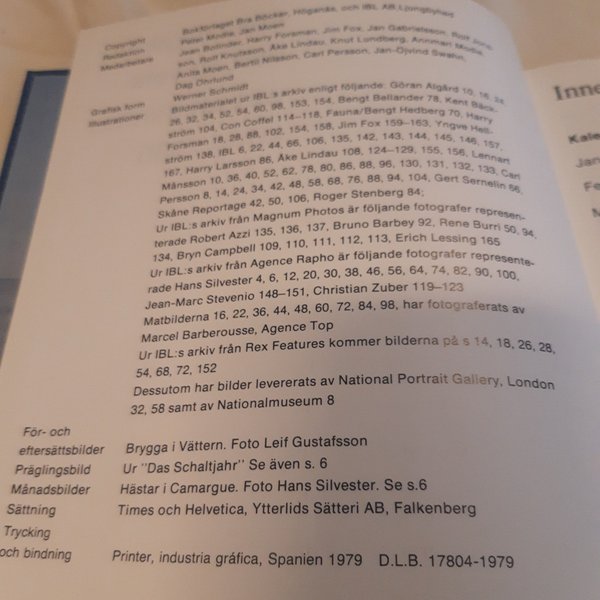 Copyright Bokförlaget Bra Böcker, Höganäs, och IBL AB Ljungbyhed
Redaktion Peter Modie, Jan Moen
Medarbetare Jean Bolinder, Harry Forsman, Jim Fox, Jan Gabrielsson, Rolf Jons-
son, Rolf Knutsson, Åke Lindau, Knut Lundberg, Annmari Modie,
Anita Moen, Bertil Nilsson, Carl Persson, Jan-Öjvind Swahn,
Dag Öhrlund
Grafisk form Werner Schmidt
Illustrationer Bildmaterialet ur IBL:s arkiv enligt följande: Göran Algård 10, 16, 24,
26, 32, 34, 52, 54, 60, 98, 153, 154, Bengt Bellander 78, Kent Bäck-
ström 104, Con Coffel 114–118, Fauna/Bengt Hedberg 70, Harry
Forsman 18, 28, 88, 102, 154, 158, Jim Fox 159–163, Yngve Hell-
ström 138, IBL 6, 22, 44, 66, 106, 135, 142, 143, 144, 145, 146, 157,
167, Harry Larsson 86, Åke Lindau 108, 124–129, 155, 156, Lennart
Månsson 10, 36, 40, 52, 62, 78, 80, 86, 88, 96, 130, 131, 132, 133, Carl
Persson 8, 14, 24, 34, 42, 48, 58, 68, 76, 88, 94, 104, Gert Sernelin 56,
Skåne Reportage 42, 50, 106, Roger Stenberg 84;
Ur IBL:s arkiv från Magnum Photos är följande fotografer represen-
terade Robert Azzi 135, 136, 137, Bruno Barbey 92, Rene Burri 50, 94,
134, Bryn Campbell 109, 110, 111, 112, 113, Erich Lessing 165
Ur IBL:s arkiv från Agence Rapho är följande fotografer represente-
rade Hans Silvester 4, 6, 12, 20, 30, 38, 46, 56, 64, 74, 82, 90, 100,
Jean-Marc Stevenio 148–151, Christian Zuber 119–123
Matbilderna 16, 22, 36, 44, 48, 60, 72, 84, 98, har fotograferats av
Marcel Barberousse, Agence Top
Ur IBL:s arkiv från Rex Features kommer bilderna på s 14, 18, 26, 28,
54, 68, 72, 152
Dessutom har bilder levererats av National Portrait Gallery, London
32, 58 samt av Nationalmuseum 8
För- och
eftersättsbilder Brygga i Vättern. Foto Leif Gustafsson
Präglingsbild Ur "Das Schaltjahr" Se även s. 6
Månadsbilder Hästar i Camargue. Foto Hans Silvester. Se s.6
Sättning Times och Helvetica, Ytterlids Sätteri AB, Falkenberg
Trycking
och bindning Printer, industria gráfica, Spanien 1979 D.L.B. 17804-1979
Inne
Kale
Jan
Fe
M